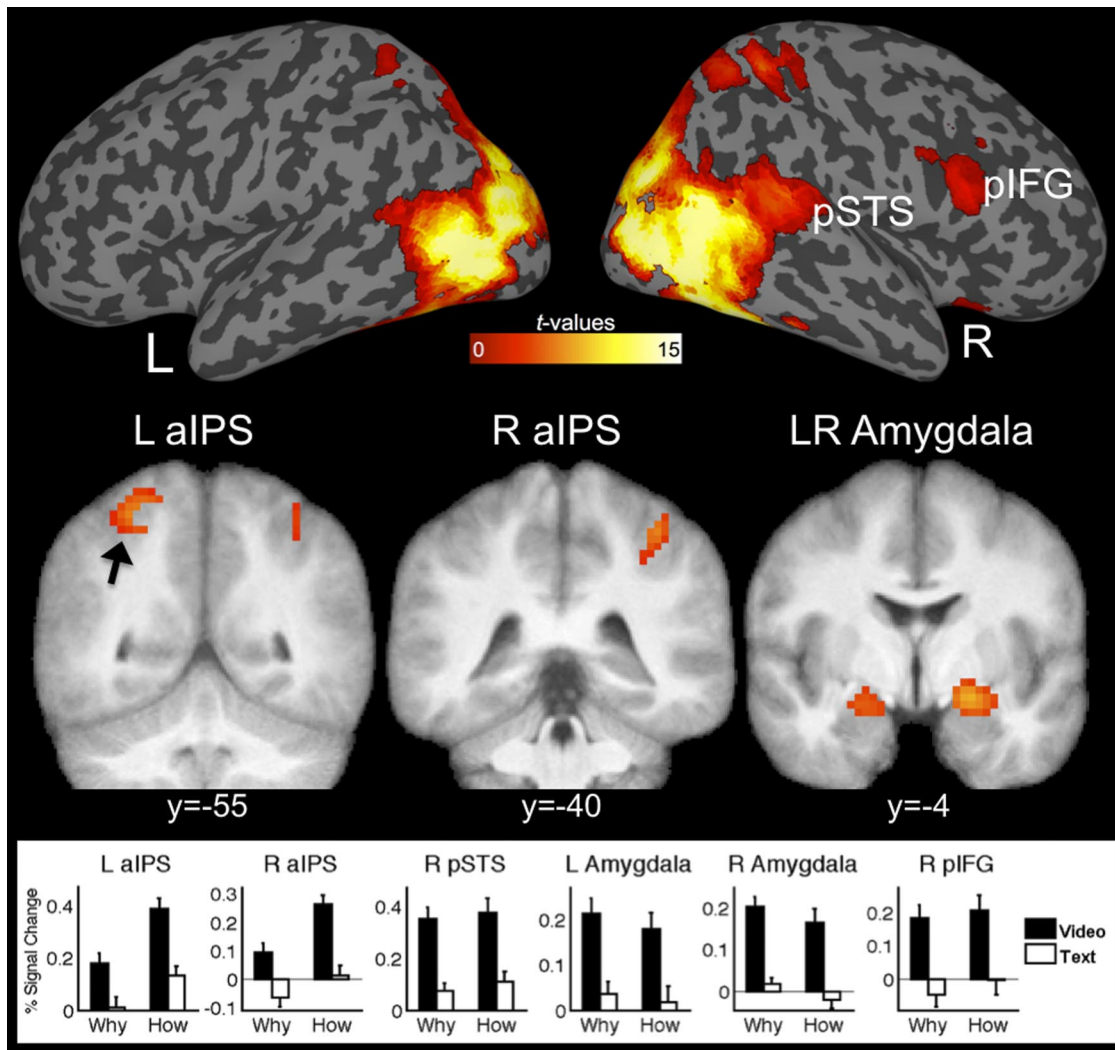 pIFG
pSTS
t-values
0 15
L R
L aIPS R aIPS LR Amygdala
y=-55 y=-40 y=-4
L aIPS R aIPS R pSTS L Amygdala R Amygdala R pIFG
% Signal Change
0.4 0.2 0
0.3 0.2 0.1 0 -0.1
0.4 0.2 0
0.2 0.1 0
0.2 0.1 0
0.2 0.1 0
Video
Text
Why How Why How Why How Why How Why How Why How